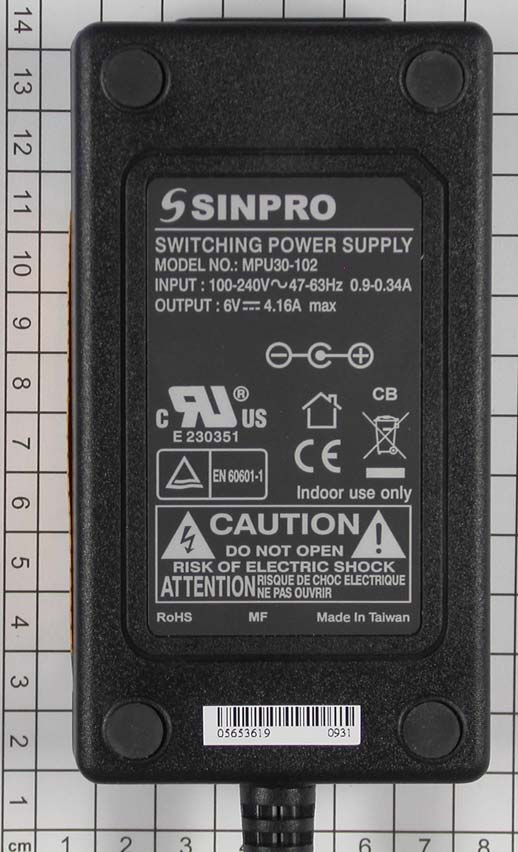 SINPRO
SWITCHING POWER SUPPLY
MODEL NO.: MPU30-102
INPUT : 100-240V～47-63Hz 0.9-0.34A
OUTPUT : 6V⎓ 4.16A max
CB
c RU ® US
E 230351
CE
EN 60601-1
Indoor use only
CAUTION
DO NOT OPEN
RISK OF ELECTRIC SHOCK
ATTENTION RISQUE DE CHOC ELECTRIQUE
NE PAS OUVRIR
RoHS MF Made In Taiwan
05653619 0931
14
13
12
11
10
9
8
7
6
5
4
3
2
1
cm 1 2 3 4 6 7 8